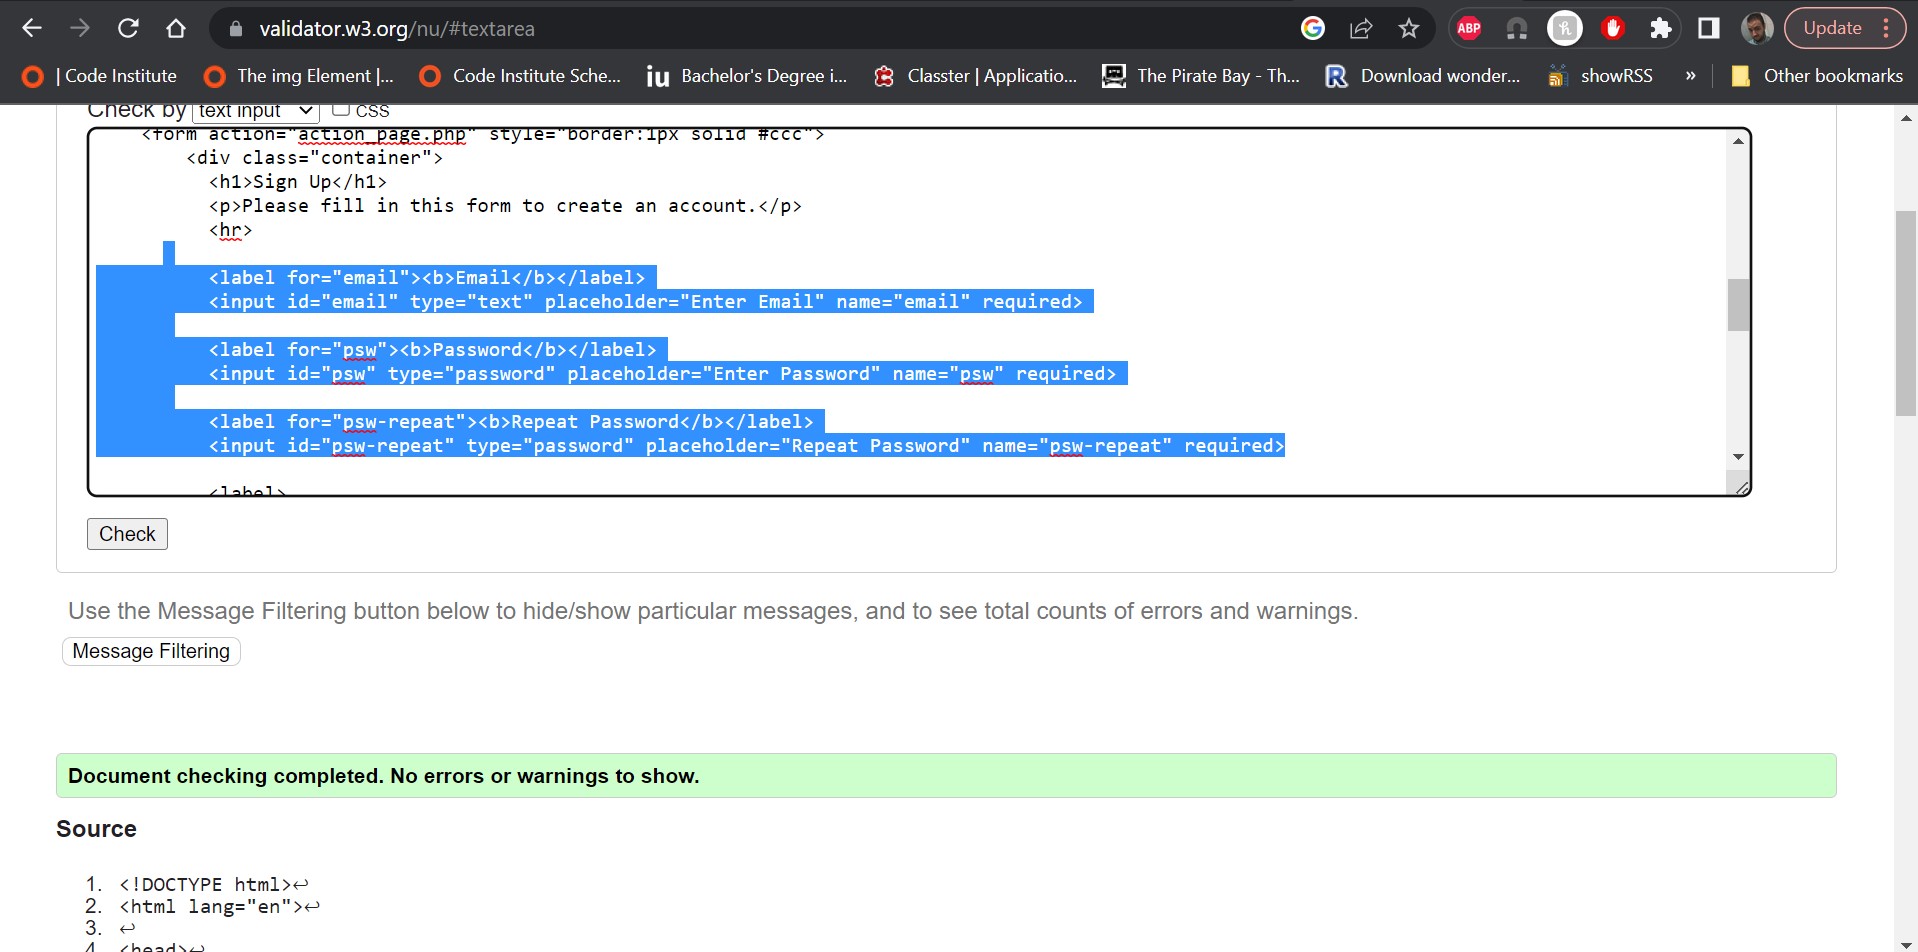 validator.w3.org/nu/#textarea
ABP
Update
| Code Institute
The img Element |...
Code Institute Sche...
iu Bachelor's Degree i...
Classter | Applicatio...
The Pirate Bay - Th...
R Download wonder...
showRSS
»
Other bookmarks
Check by text input CSS
<form action="action_page.php" style="border:1px solid #ccc">
<div class="container">
<h1>Sign Up</h1>
<p>Please fill in this form to create an account.</p>
<hr>
<label for="email"><b>Email</b></label>
<input id="email" type="text" placeholder="Enter Email" name="email" required>
<label for="psw"><b>Password</b></label>
<input id="psw" type="password" placeholder="Enter Password" name="psw" required>
<label for="psw-repeat"><b>Repeat Password</b></label>
<input id="psw-repeat" type="password" placeholder="Repeat Password" name="psw-repeat" required>
<label>
Check
Use the Message Filtering button below to hide/show particular messages, and to see total counts of errors and warnings.
Message Filtering
Document checking completed. No errors or warnings to show.
Source
1. <!DOCTYPE html>↩
2. <html lang="en">↩
3. ↩
4. <head>↩